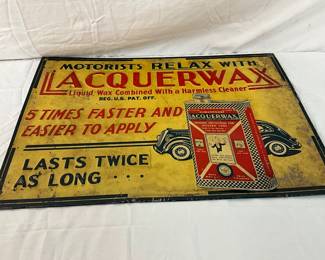 MOTORISTS RELAX WITH
LACQUERWAX
Liquid Wax Combined With a Harmless Cleaner
REG. U.S. PAT. OFF.
5 TIMES FASTER AND
EASIER TO APPLY
LASTS TWICE
AS LONG . . .
LACQUERWAX